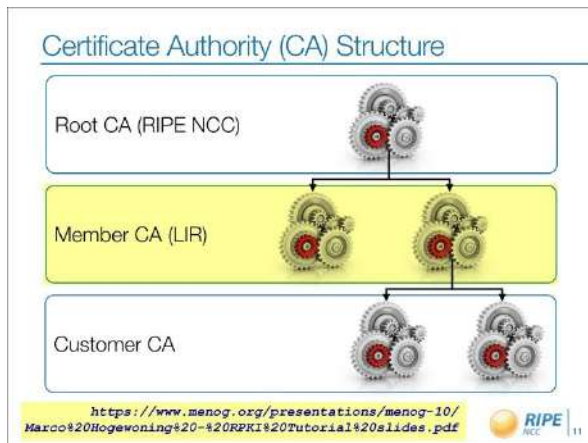 Certificate Authority (CA) Structure
Root CA (RIPE NCC)
Member CA (LIR)
Customer CA
https://www.menog.org/presentations/menog-10/
Marco%20Hogewoning%20-%20RPKI%20Tutorial%20slides.pdf
RIPE
NCC
11